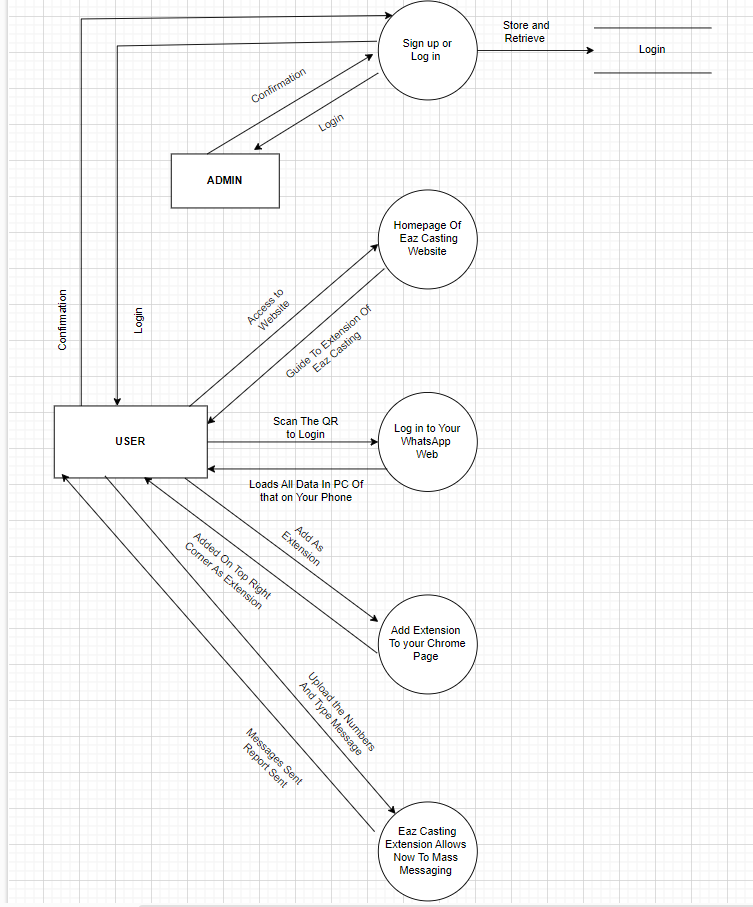 Sign up or
Log in
Store and
Retrieve
Login
Confirmation
Login
ADMIN
Homepage Of
Eaz Casting
Website
Access to
Website
Guide To Extension Of
Eaz Casting
Confirmation
Login
USER
Scan The QR
to Login
Log in to Your
WhatsApp
Web
Loads All Data In PC Of
that on Your Phone
Add As
Extension
Added On Top Right
Corner As Extension
Add Extension
To your Chrome
Page
Upload the Numbers
And Type Message
Messages Sent
Report Sent
Eaz Casting
Extension Allows
Now To Mass
Messaging